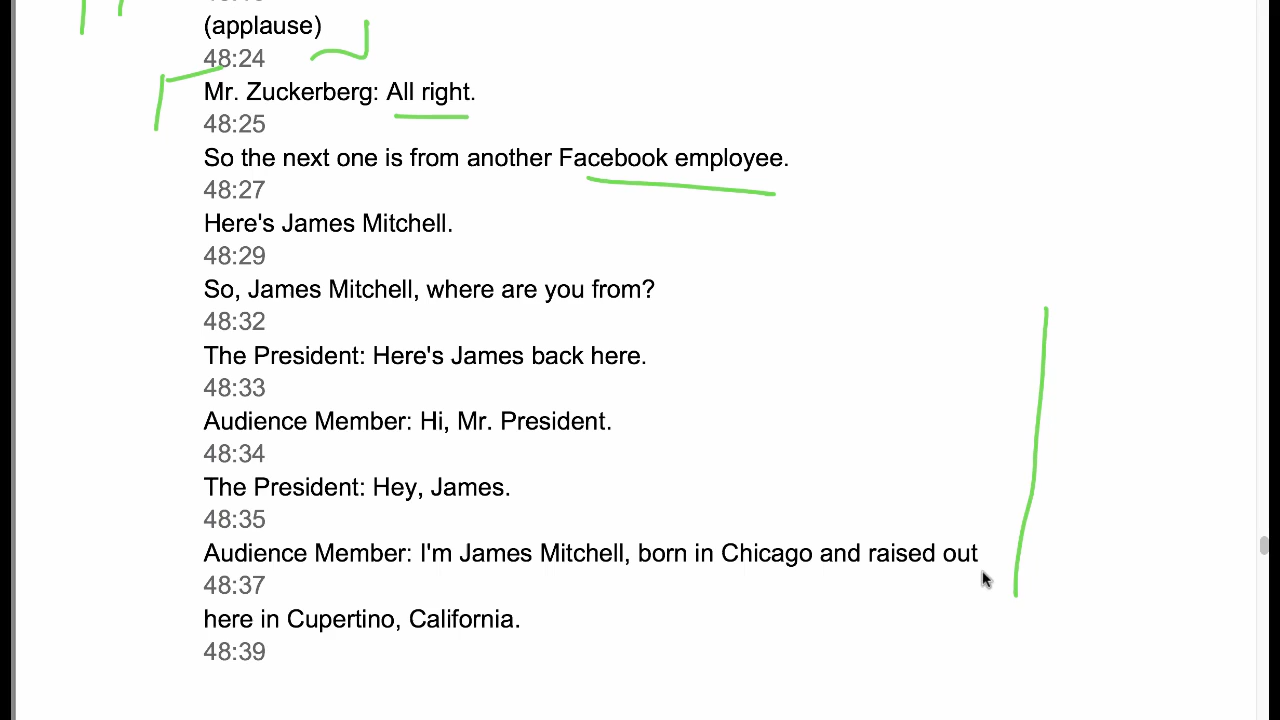 (applause)
48:24
Mr. Zuckerberg: All right.
48:25
So the next one is from another Facebook employee.
48:27
Here's James Mitchell.
48:29
So, James Mitchell, where are you from?
48:32
The President: Here's James back here.
48:33
Audience Member: Hi, Mr. President.
48:34
The President: Hey, James.
48:35
Audience Member: I'm James Mitchell, born in Chicago and raised out
48:37
here in Cupertino, California.
48:39